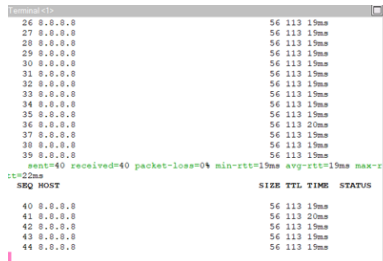 Terminal <1>
26 8.8.8.8 56 113 19ms
27 8.8.8.8 56 113 19ms
28 8.8.8.8 56 113 19ms
29 8.8.8.8 56 113 19ms
30 8.8.8.8 56 113 19ms
31 8.8.8.8 56 113 19ms
32 8.8.8.8 56 113 19ms
33 8.8.8.8 56 113 19ms
34 8.8.8.8 56 113 19ms
35 8.8.8.8 56 113 19ms
36 8.8.8.8 56 113 20ms
37 8.8.8.8 56 113 19ms
38 8.8.8.8 56 113 19ms
39 8.8.8.8 56 113 19ms
sent=40 received=40 packet-loss=0% min-rtt=19ms avg-rtt=19ms max-r
tt=22ms
SEQ HOST SIZE TTL TIME STATUS
40 8.8.8.8 56 113 19ms
41 8.8.8.8 56 113 20ms
42 8.8.8.8 56 113 19ms
43 8.8.8.8 56 113 19ms
44 8.8.8.8 56 113 19ms